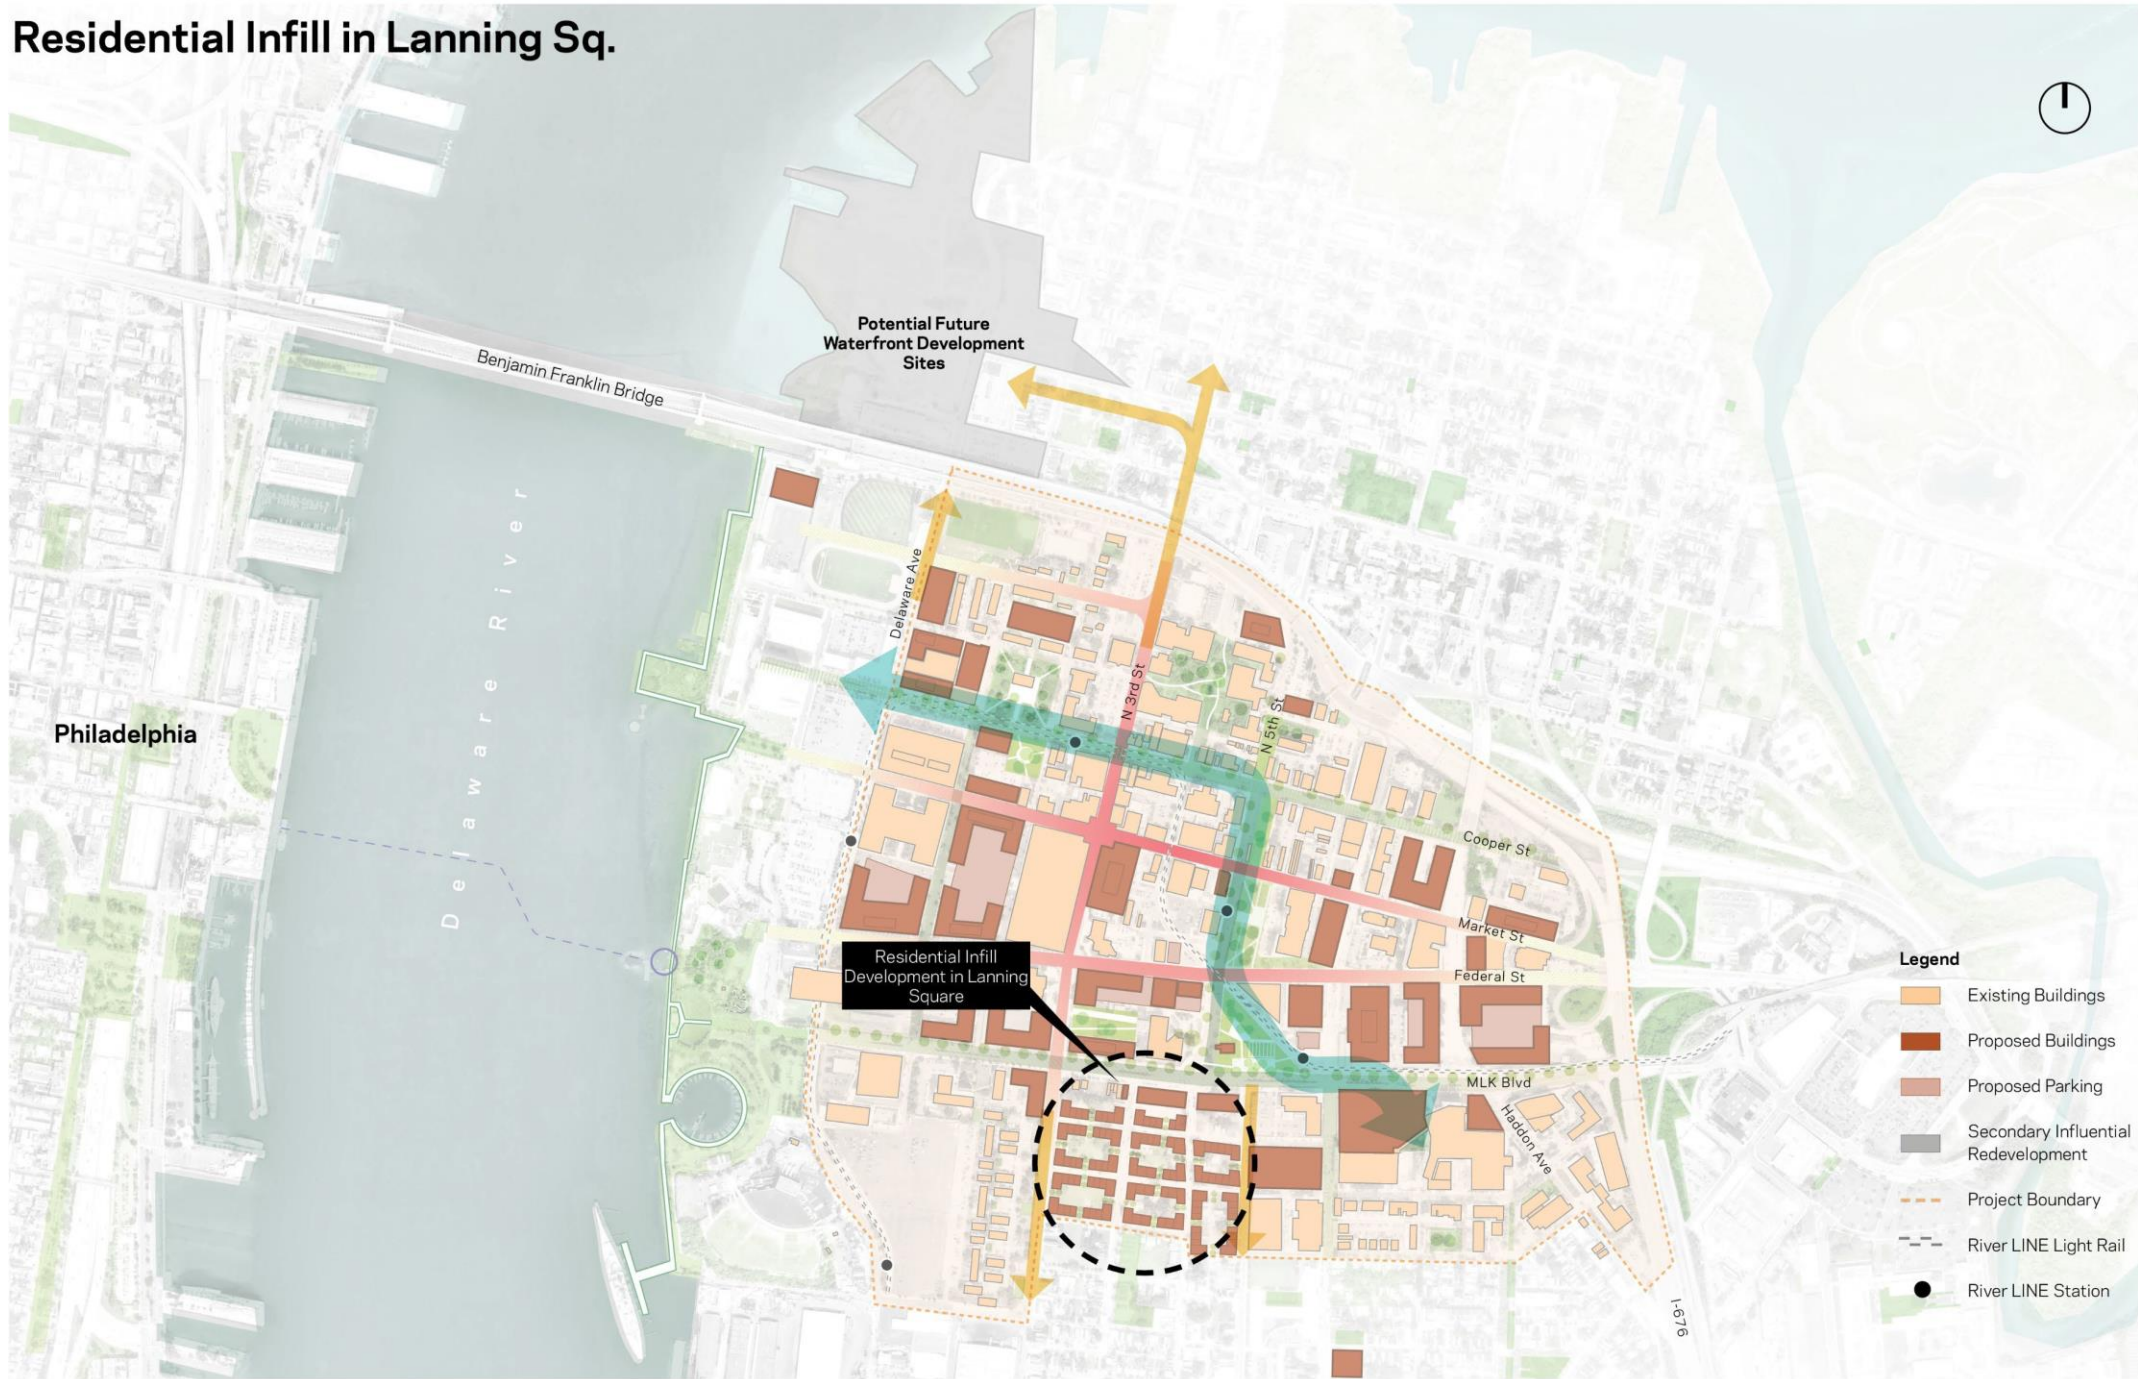 Residential Infill in Lanning Sq.
Potential Future
Waterfront Development
Sites
Benjamin Franklin Bridge
Delaware River
Delaware Ave
Philadelphia
N 3rd St
N 5th St
Cooper St
Market St
Federal St
Residential Infill
Development in Lanning
Square
MLK Blvd
Haddon Ave
I-676
Legend
Existing Buildings
Proposed Buildings
Proposed Parking
Secondary Influential
Redevelopment
Project Boundary
River LINE Light Rail
River LINE Station